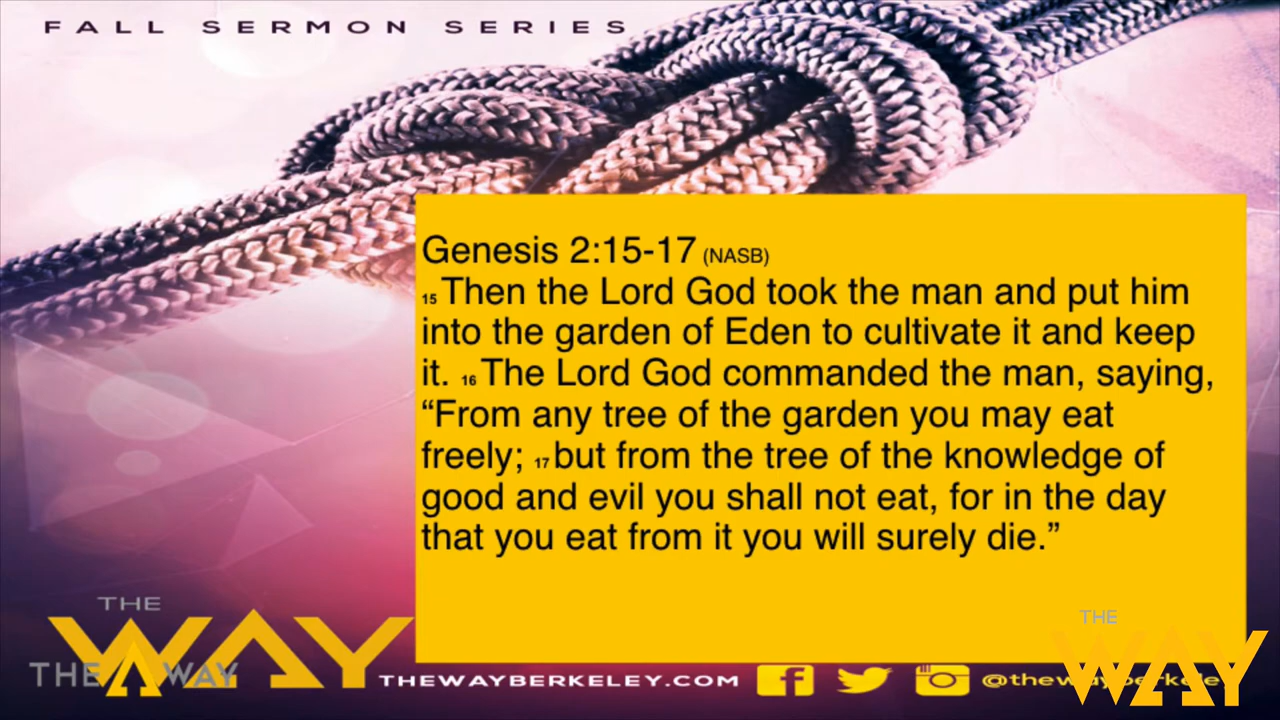 FALL SERMON SERIES
Genesis 2:15-17 (NASB)
15 Then the Lord God took the man and put him
into the garden of Eden to cultivate it and keep
it. 16 The Lord God commanded the man, saying,
“From any tree of the garden you may eat
freely; 17 but from the tree of the knowledge of
good and evil you shall not eat, for in the day
that you eat from it you will surely die.”
THE
WAY
THE WAY
THEWAYBERKELEY.COM
@thewayberkeley
THE
WAY